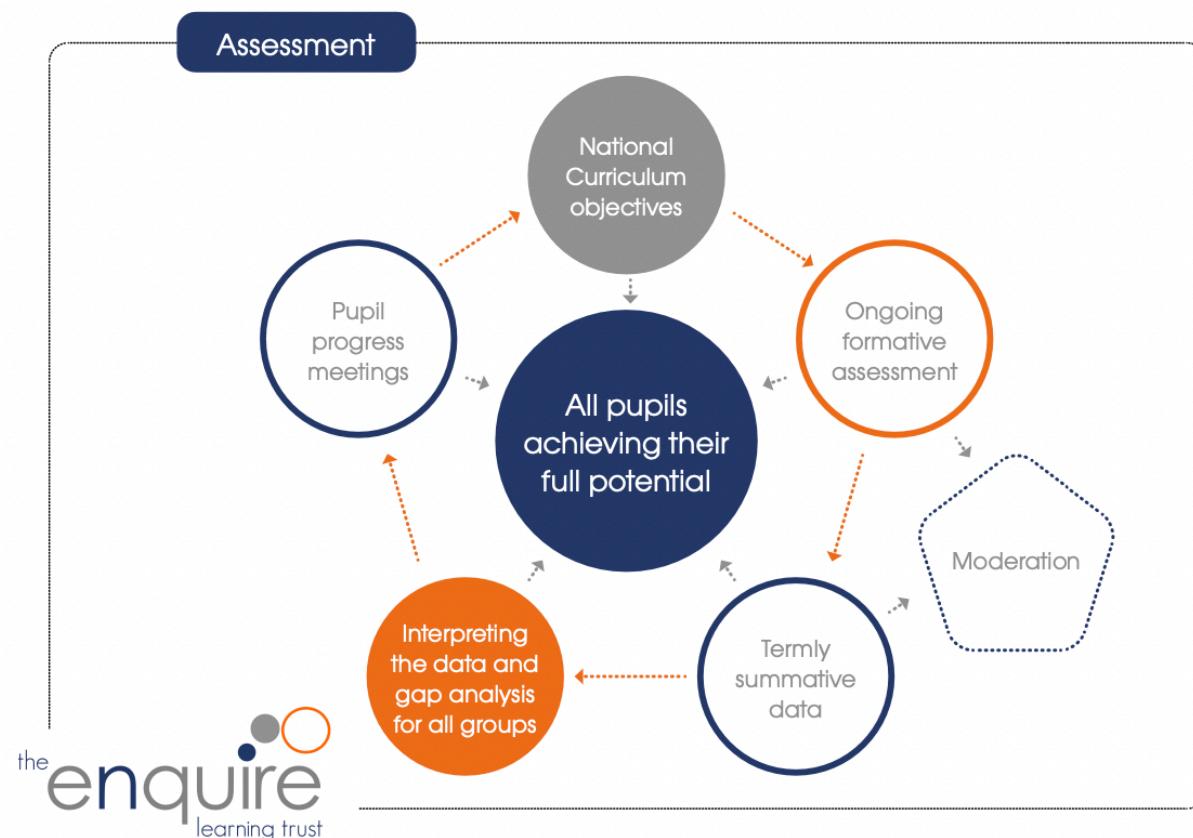 Assessment
National
Curriculum
objectives
Pupil
progress
meetings
Ongoing
formative
assessment
All pupils
achieving their
full potential
Moderation
Interpreting
the data and
gap analysis
for all groups
Termly
summative
data
the
enquire
learning trust